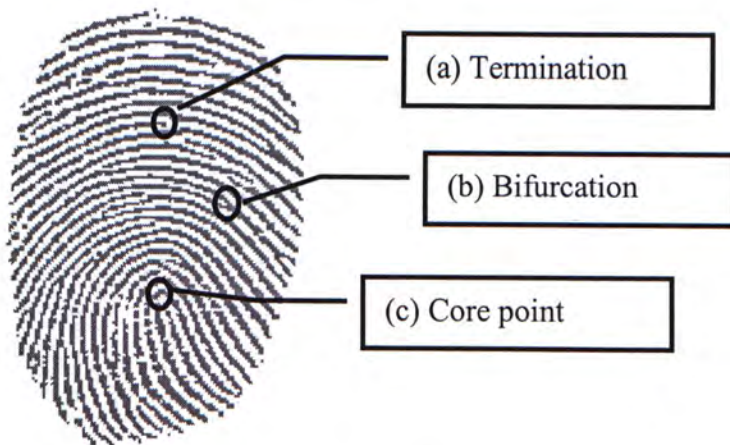 (a) Termination
(b) Bifurcation
(c) Core point